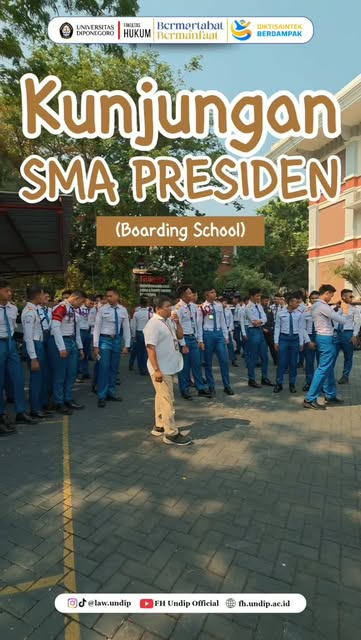 UNIVERSITAS
DIPONEGORO
FAKULTAS
HUKUM
Bermartabat
Bermanfaat
DIKTISAINTEK
BERDAMPAK
Kunjungan
SMA PRESIDEN
(Boarding School)
@law.undip
FH Undip Official
fh.undip.ac.id